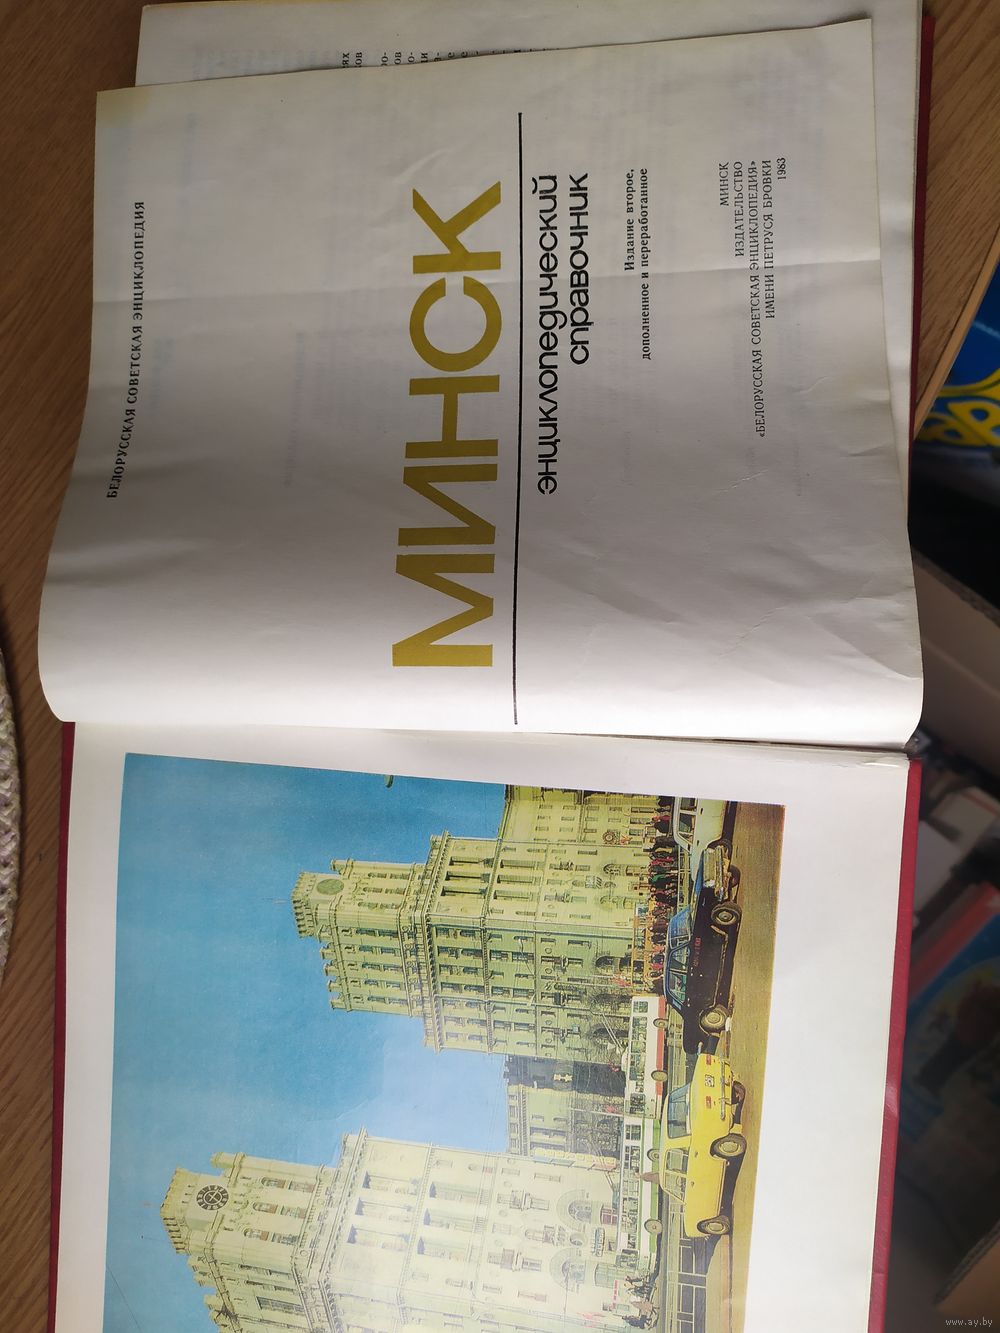 БЕЛОРУССКАЯ СОВЕТСКАЯ ЭНЦИКЛОПЕДИЯ
МИНСК
энциклопедический
справочник
Издание второе,
дополненное и переработанное
МИНСК
ИЗДАТЕЛЬСТВО
«БЕЛОРУССКАЯ СОВЕТСКАЯ ЭНЦИКЛОПЕДИЯ»
ИМЕНИ ПЕТРУСЯ БРОВКИ
1983
www.ay.by